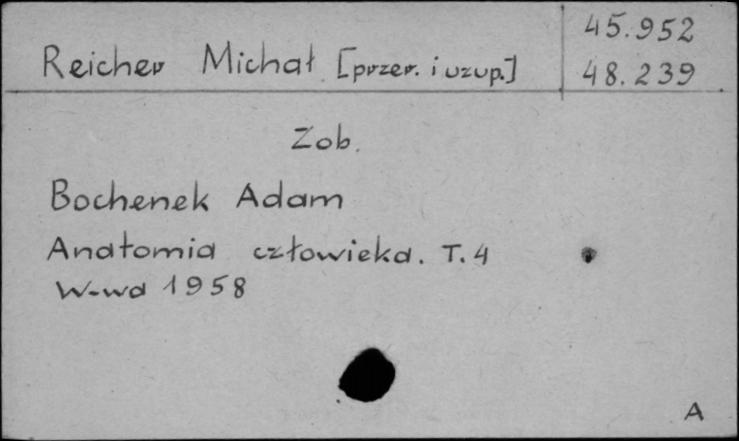 45.952
Reicher Michał [przer. i uzup.]
48.239
Zob.
Bochenek Adam
Anatomia człowieka. T. 4
W-wa 1958
A